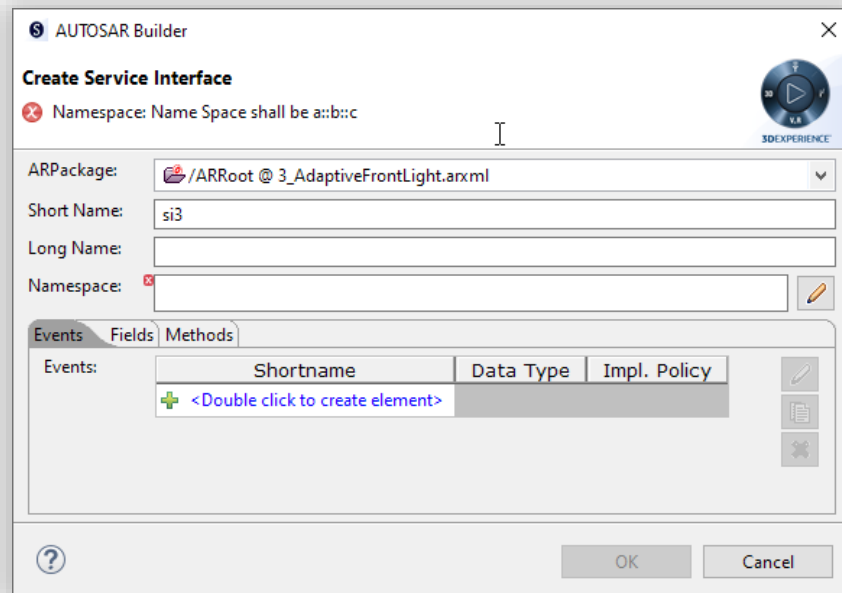 AUTOSAR Builder
Create Service Interface
Namespace: Name Space shall be a::b::c
3D
V.R
3DEXPERIENCE
ARPackage:
/ARRoot @ 3_AdaptiveFrontLight.arxml
Short Name:
si3
Long Name:
Namespace:
Events Fields Methods
Events:
Shortname Data Type Impl. Policy
<Double click to create element>
OK Cancel